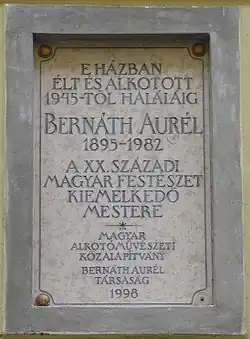 E HÁZBAN
ÉLT ÉS ALKOTOTT
1945-TŐL HALÁLÁIG
BERNÁTH AURÉL
1895-1982
A XX. SZÁZADI
MAGYAR FESTÉSZET
KIEMELKEDŐ
MESTERE
MAGYAR
ALKOTÓMŰVÉSZETI
KÖZALAPÍTVÁNY
BERNÁTH AURÉL
TÁRSASÁG
1998